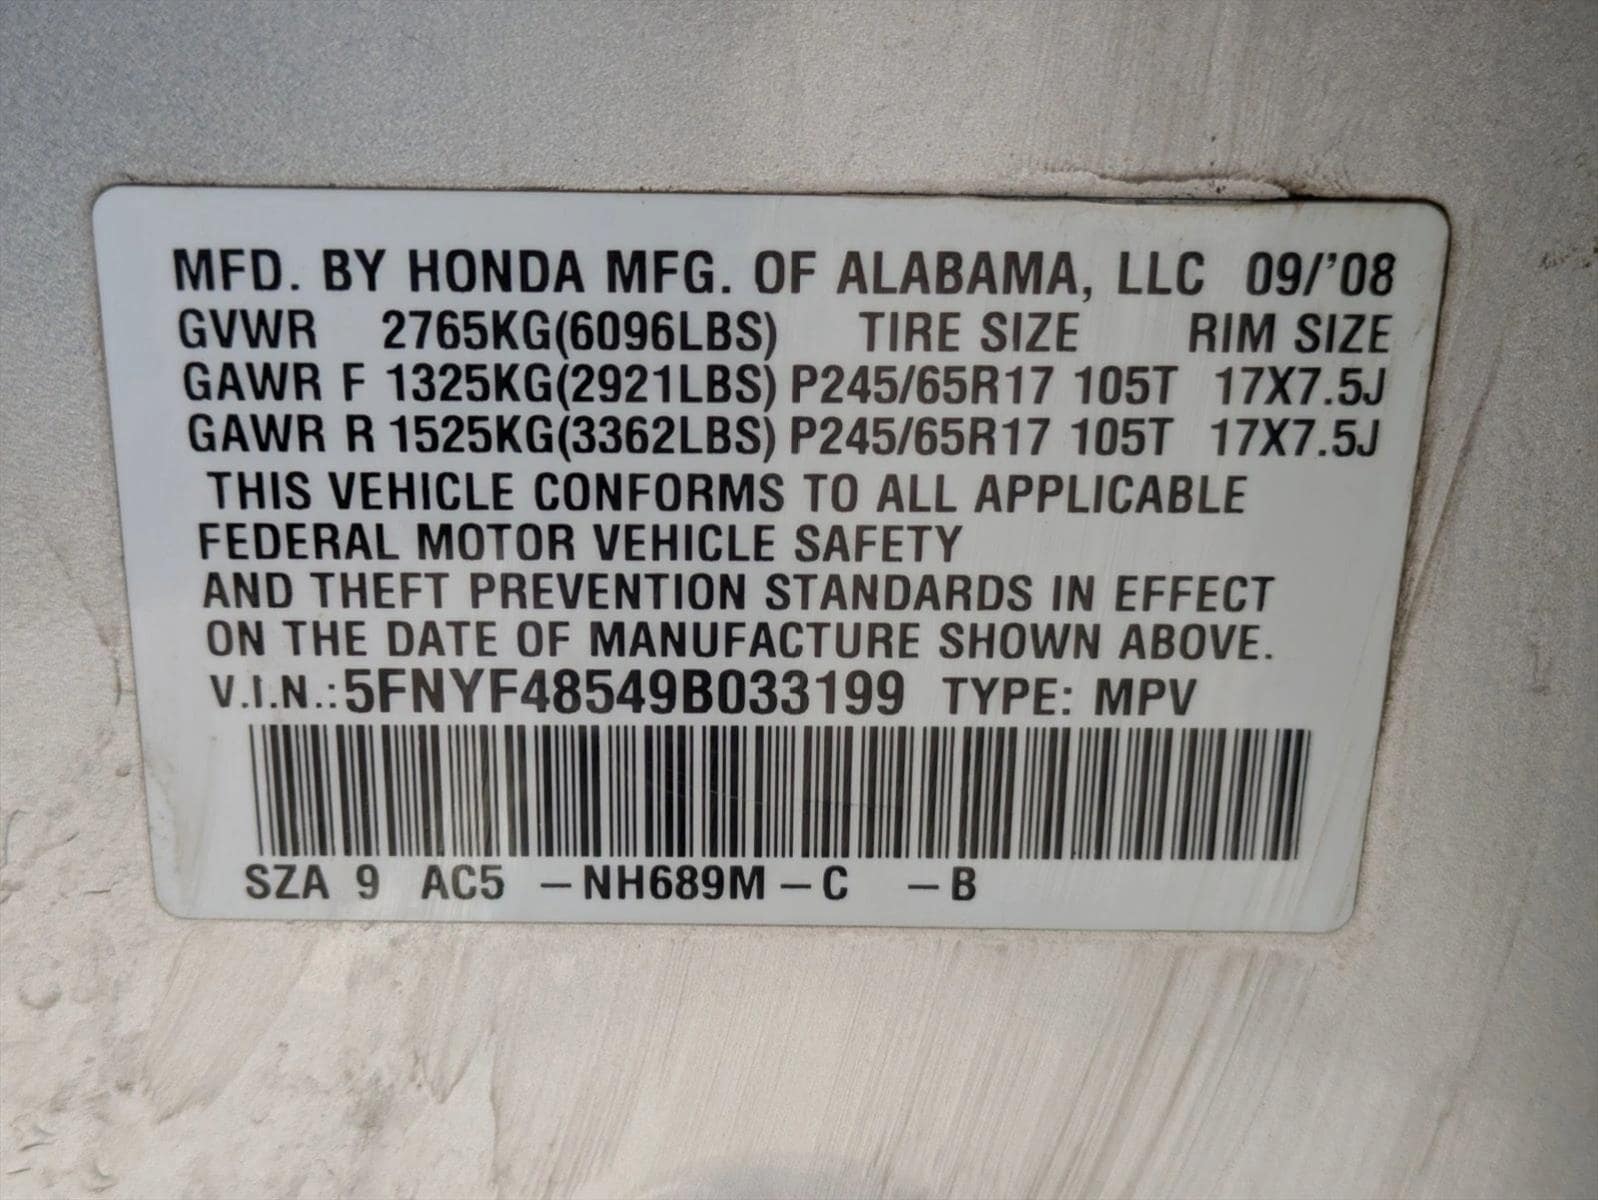 MFD. BY HONDA MFG. OF ALABAMA, LLC 09/'08
GVWR 2765KG(6096LBS) TIRE SIZE RIM SIZE
GAWR F 1325KG(2921LBS) P245/65R17 105T 17X7.5J
GAWR R 1525KG(3362LBS) P245/65R17 105T 17X7.5J
THIS VEHICLE CONFORMS TO ALL APPLICABLE
FEDERAL MOTOR VEHICLE SAFETY
AND THEFT PREVENTION STANDARDS IN EFFECT
ON THE DATE OF MANUFACTURE SHOWN ABOVE.
V.I.N.:5FNYF48549B033199 TYPE: MPV
SZA 9 AC5 –NH689M–C –B